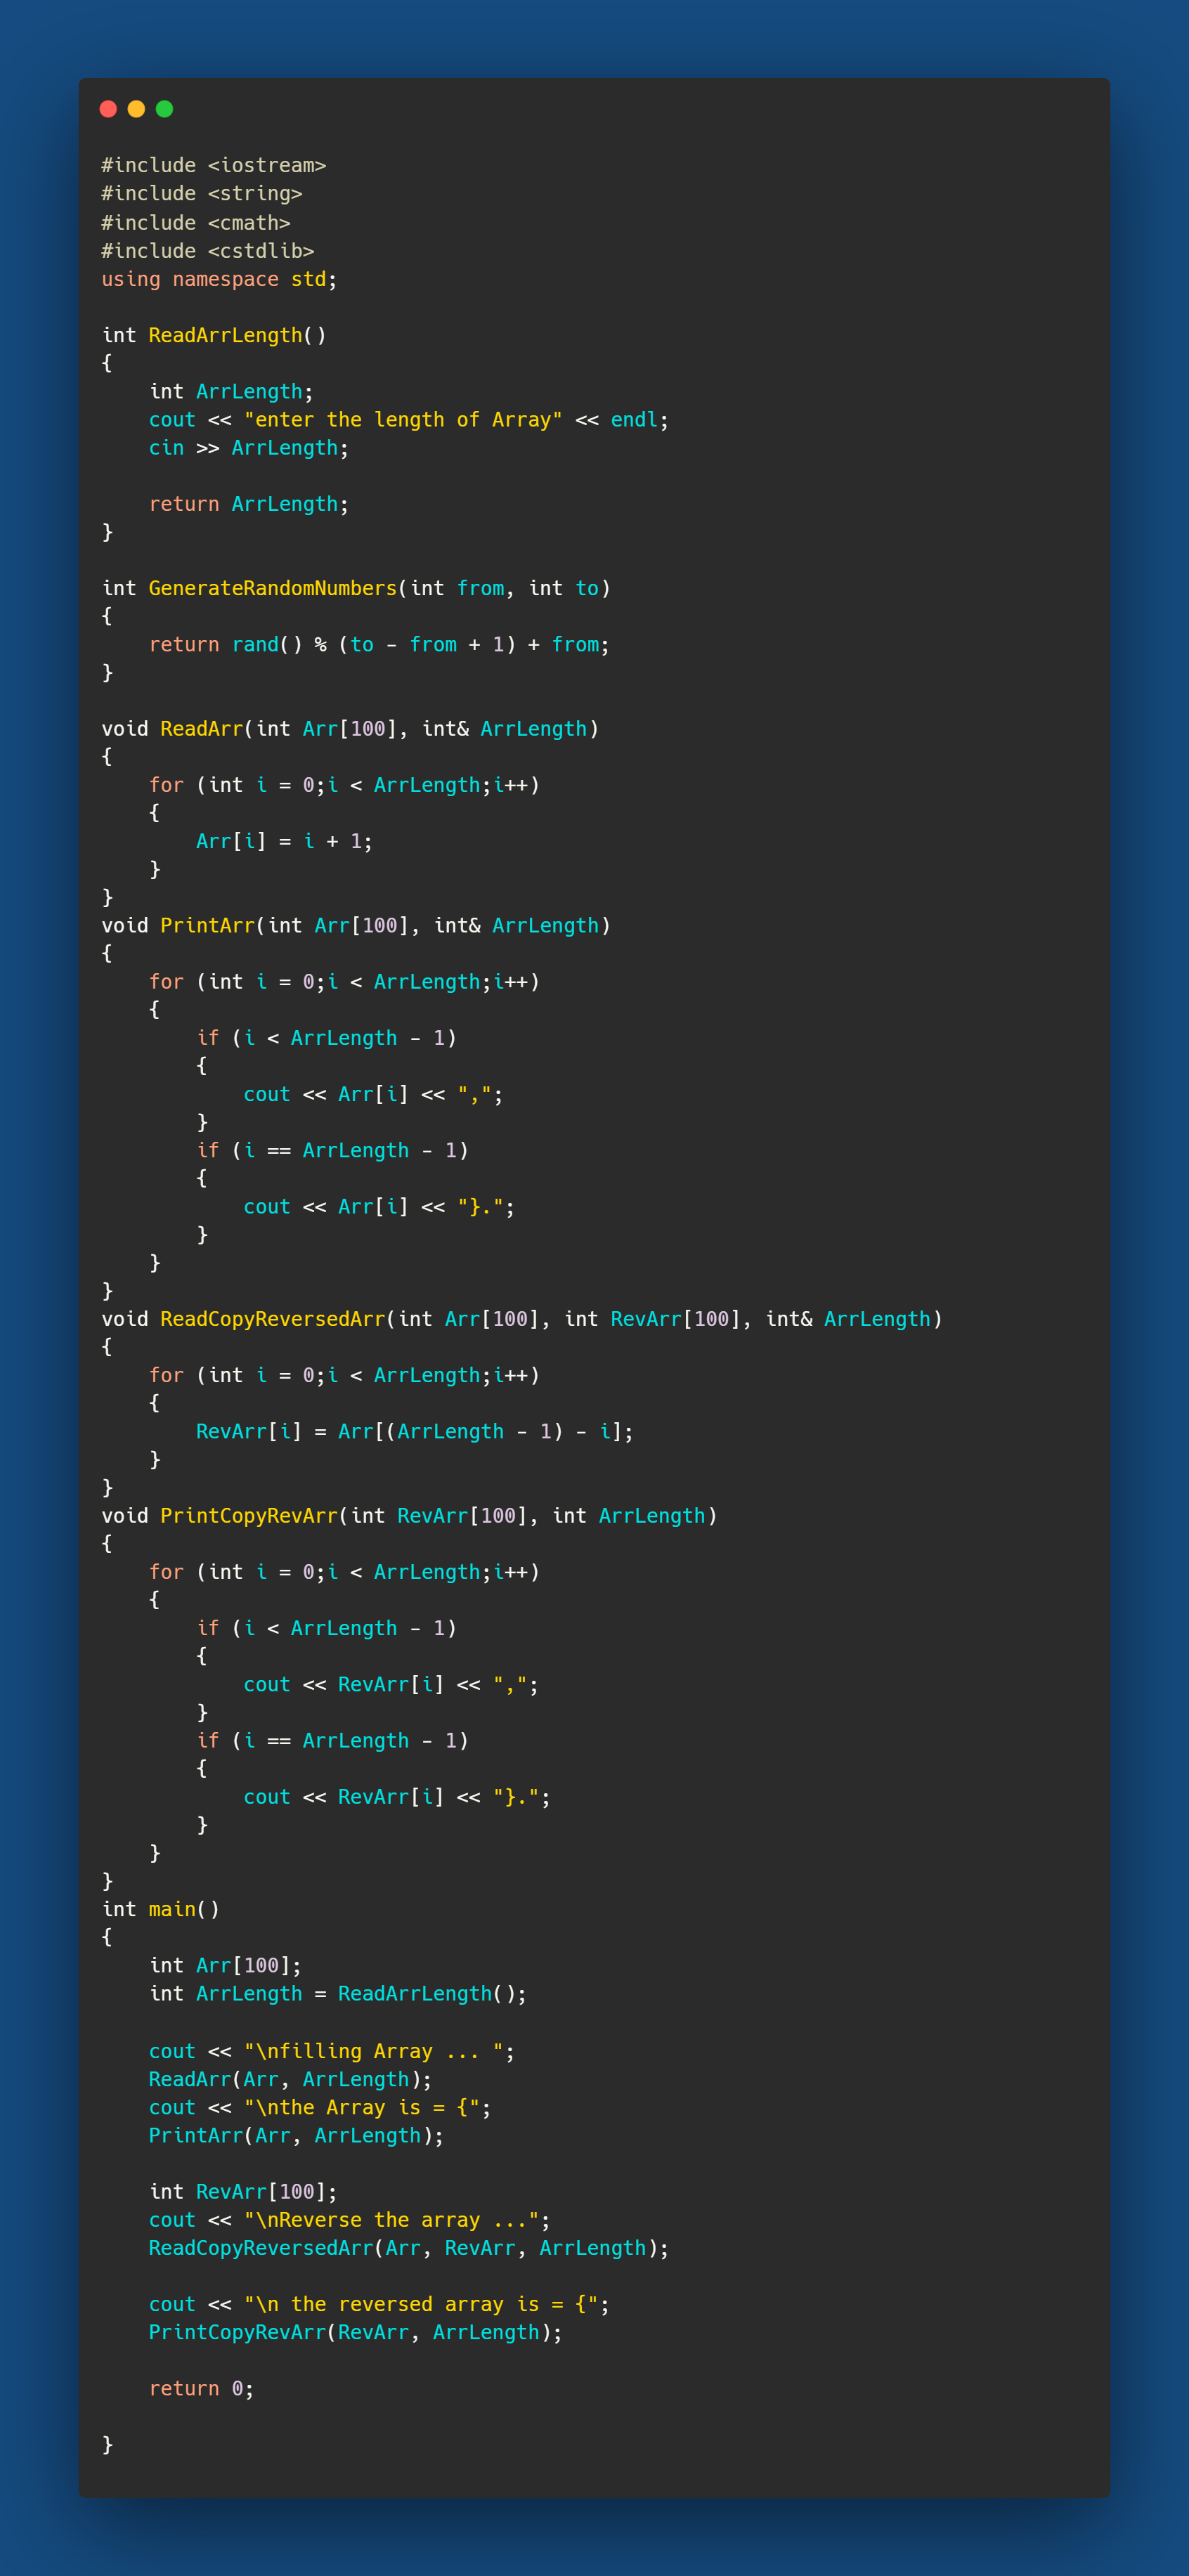 #include <iostream>
#include <string>
#include <cmath>
#include <cstdlib>
using namespace std;

int ReadArrLength()
{
    int ArrLength;
    cout << "enter the length of Array" << endl;
    cin >> ArrLength;

    return ArrLength;
}

int GenerateRandomNumbers(int from, int to)
{
    return rand() % (to - from + 1) + from;
}

void ReadArr(int Arr[100], int& ArrLength)
{
    for (int i = 0;i < ArrLength;i++)
    {
        Arr[i] = i + 1;
    }
}
void PrintArr(int Arr[100], int& ArrLength)
{
    for (int i = 0;i < ArrLength;i++)
    {
        if (i < ArrLength - 1)
        {
            cout << Arr[i] << ",";
        }
        if (i == ArrLength - 1)
        {
            cout << Arr[i] << "}.";
        }
    }
}
void ReadCopyReversedArr(int Arr[100], int RevArr[100], int& ArrLength)
{
    for (int i = 0;i < ArrLength;i++)
    {
        RevArr[i] = Arr[(ArrLength - 1) - i];
    }
}
void PrintCopyRevArr(int RevArr[100], int ArrLength)
{
    for (int i = 0;i < ArrLength;i++)
    {
        if (i < ArrLength - 1)
        {
            cout << RevArr[i] << ",";
        }
        if (i == ArrLength - 1)
        {
            cout << RevArr[i] << "}.";
        }
    }
}
int main()
{
    int Arr[100];
    int ArrLength = ReadArrLength();

    cout << "\nfilling Array ... ";
    ReadArr(Arr, ArrLength);
    cout << "\nthe Array is = {";
    PrintArr(Arr, ArrLength);

    int RevArr[100];
    cout << "\nReverse the array ...";
    ReadCopyReversedArr(Arr, RevArr, ArrLength);

    cout << "\n the reversed array is = {";
    PrintCopyRevArr(RevArr, ArrLength);

    return 0;

}